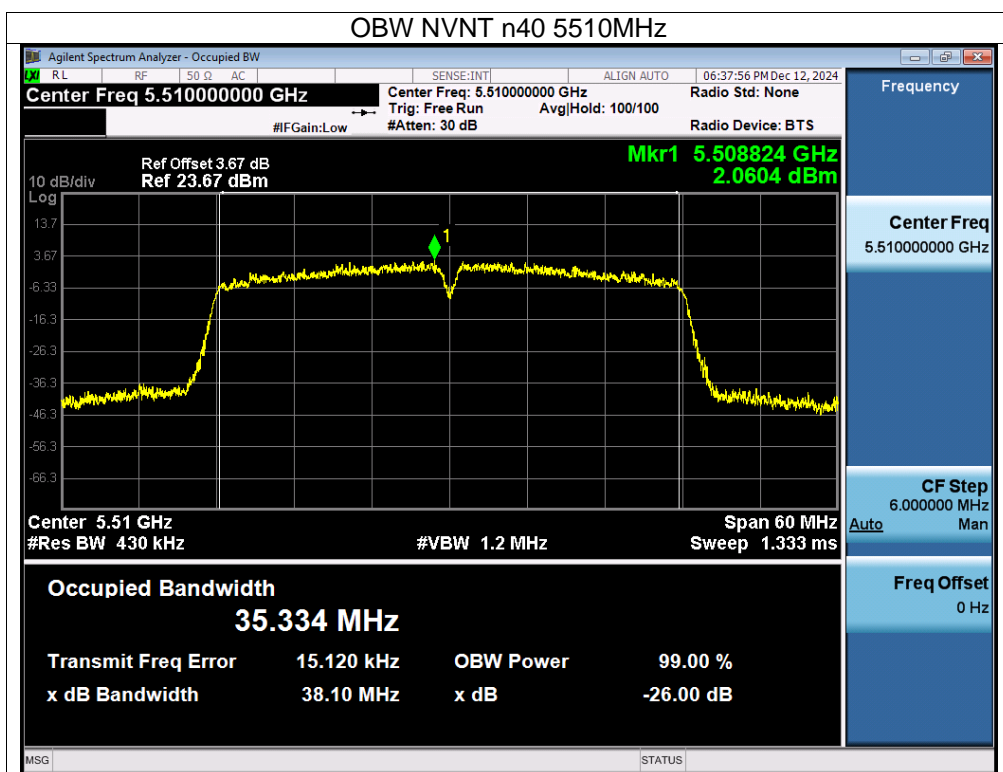 OBW NVNT n40 5510MHz
Agilent Spectrum Analyzer - Occupied BW
LXI RL RF 50 Ω AC SENSE:INT ALIGN AUTO 06:37:56 PM Dec 12, 2024
Center Freq 5.510000000 GHz
Center Freq: 5.510000000 GHz
Radio Std: None
Trig: Free Run Avg|Hold: 100/100
#IFGain:Low #Atten: 30 dB Radio Device: BTS
Mkr1 5.508824 GHz
2.0604 dBm
Ref Offset 3.67 dB
10 dB/div Ref 23.67 dBm
Log
13.7
3.67
-6.33
-16.3
-26.3
-36.3
-46.3
-56.3
-66.3
1
Center 5.51 GHz Span 60 MHz
#Res BW 430 kHz #VBW 1.2 MHz Sweep 1.333 ms
Occupied Bandwidth
35.334 MHz
Transmit Freq Error 15.120 kHz OBW Power 99.00 %
x dB Bandwidth 38.10 MHz x dB -26.00 dB
MSG STATUS
Frequency
Center Freq
5.510000000 GHz
CF Step
6.000000 MHz
Auto Man
Freq Offset
0 Hz